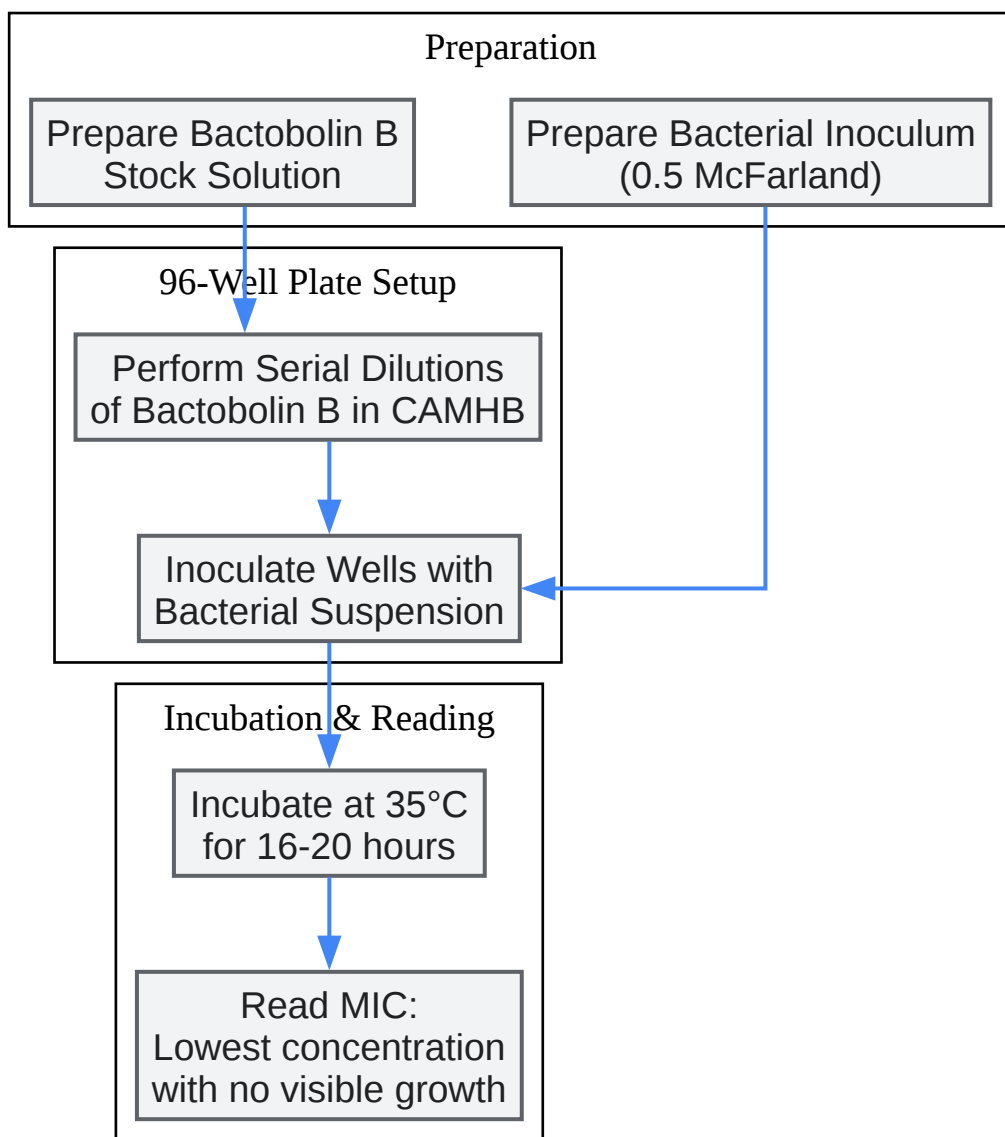 Preparation
Prepare Bactobolin B
Stock Solution
Prepare Bacterial Inoculum
(0.5 McFarland)
96-Well Plate Setup
Perform Serial Dilutions
of Bactobolin B in CAMHB
Inoculate Wells with
Bacterial Suspension
Incubation & Reading
Incubate at 35°C
for 16-20 hours
Read MIC:
Lowest concentration
with no visible growth